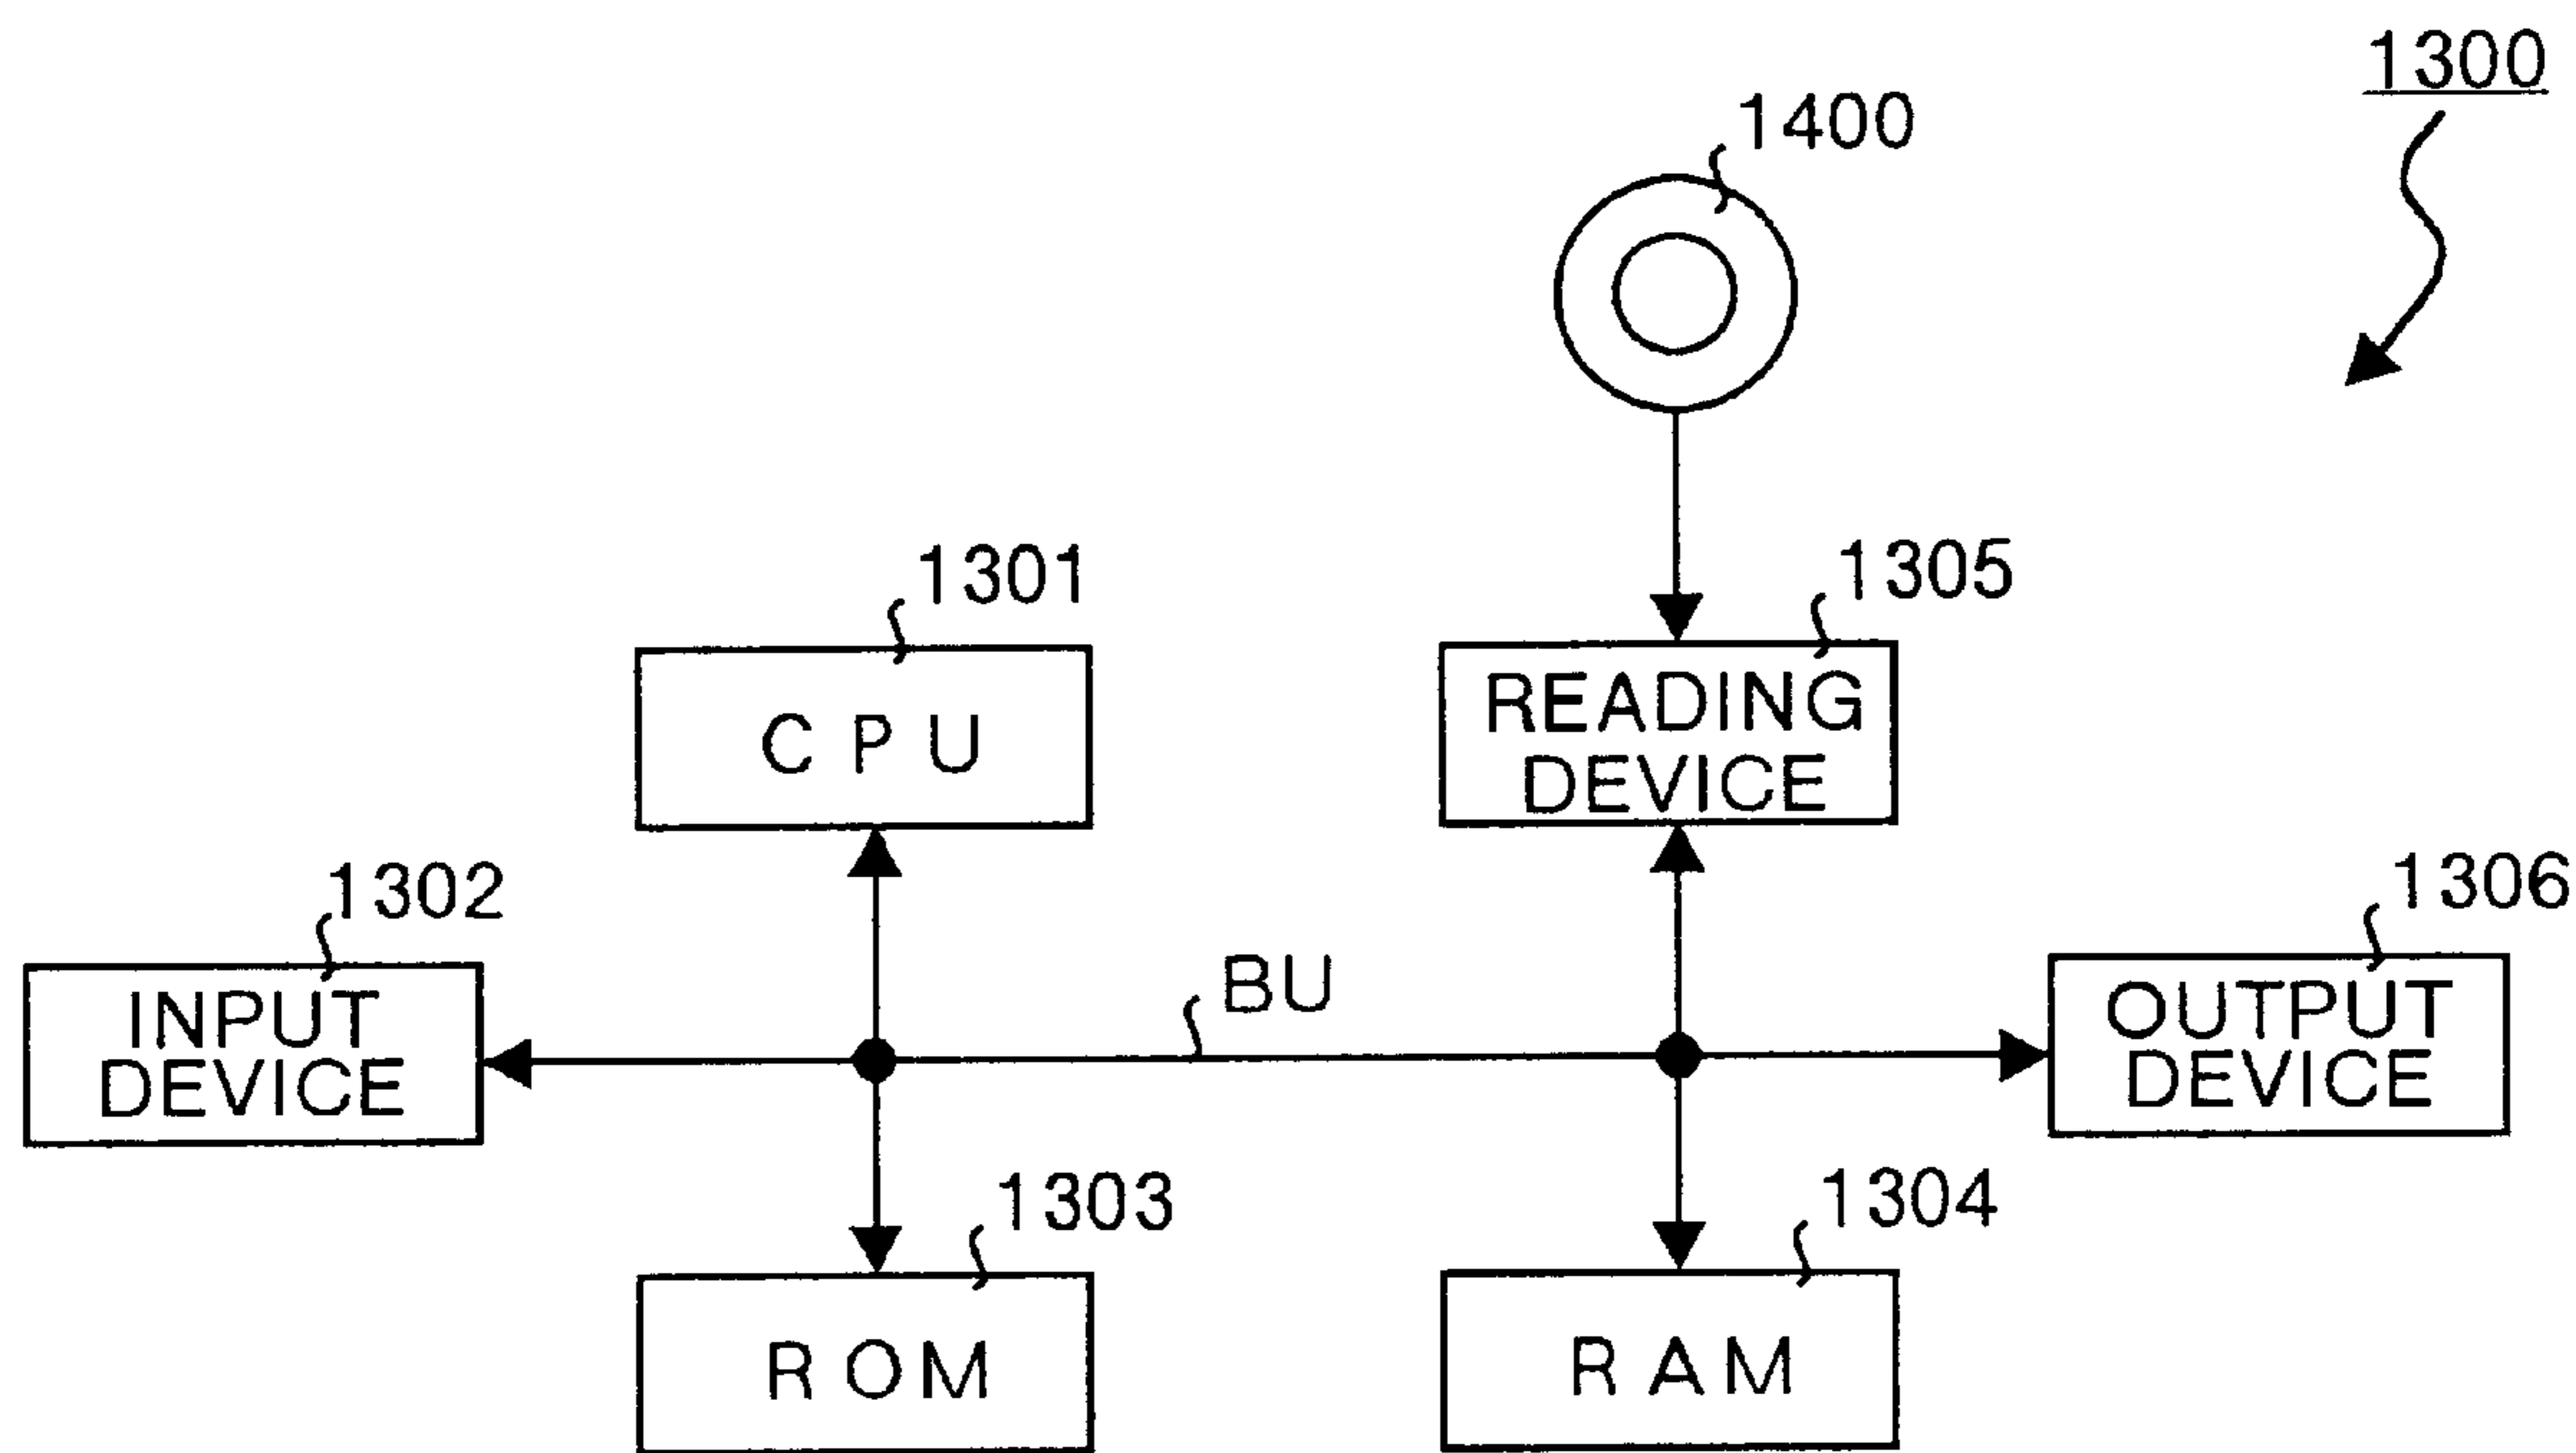 1300
1400
1301
1305
C P U
READING
DEVICE
1302
1306
BU
INPUT
DEVICE
OUTPUT
DEVICE
1303
1304
R O M
R A M